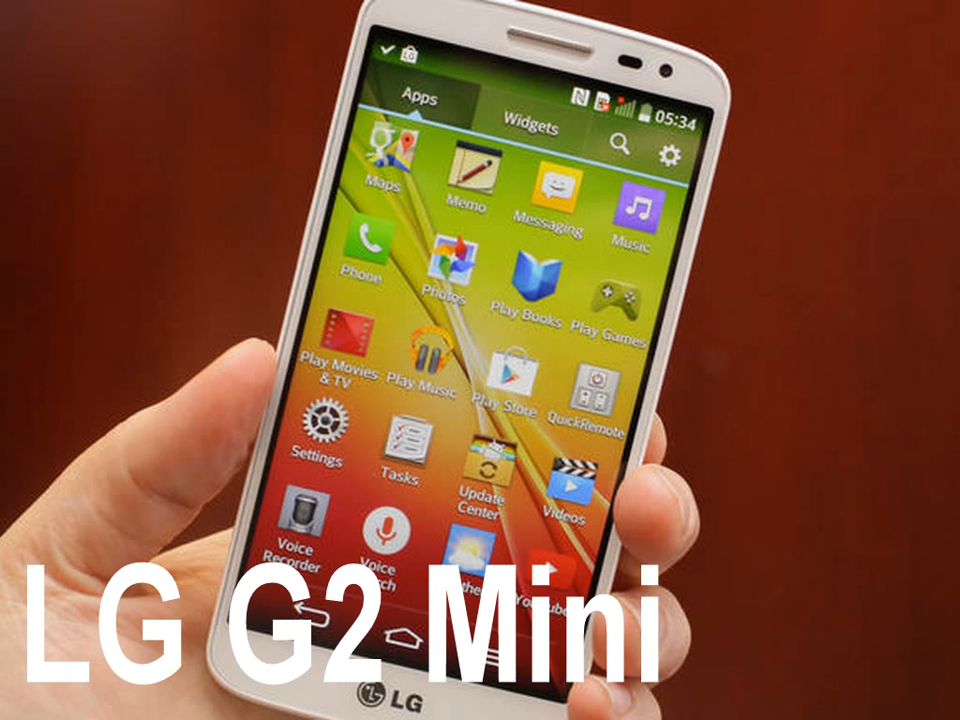 05:34
Apps
Widgets
Maps
Memo
Messaging
Music
Phone
Photos
Play Books
Play Games
Play Movies
& TV
Play Music
Play Store
QuickRemote
Settings
Tasks
Update
Center
Videos
Voice
Recorder
Voice
LG G2 Mini
LG